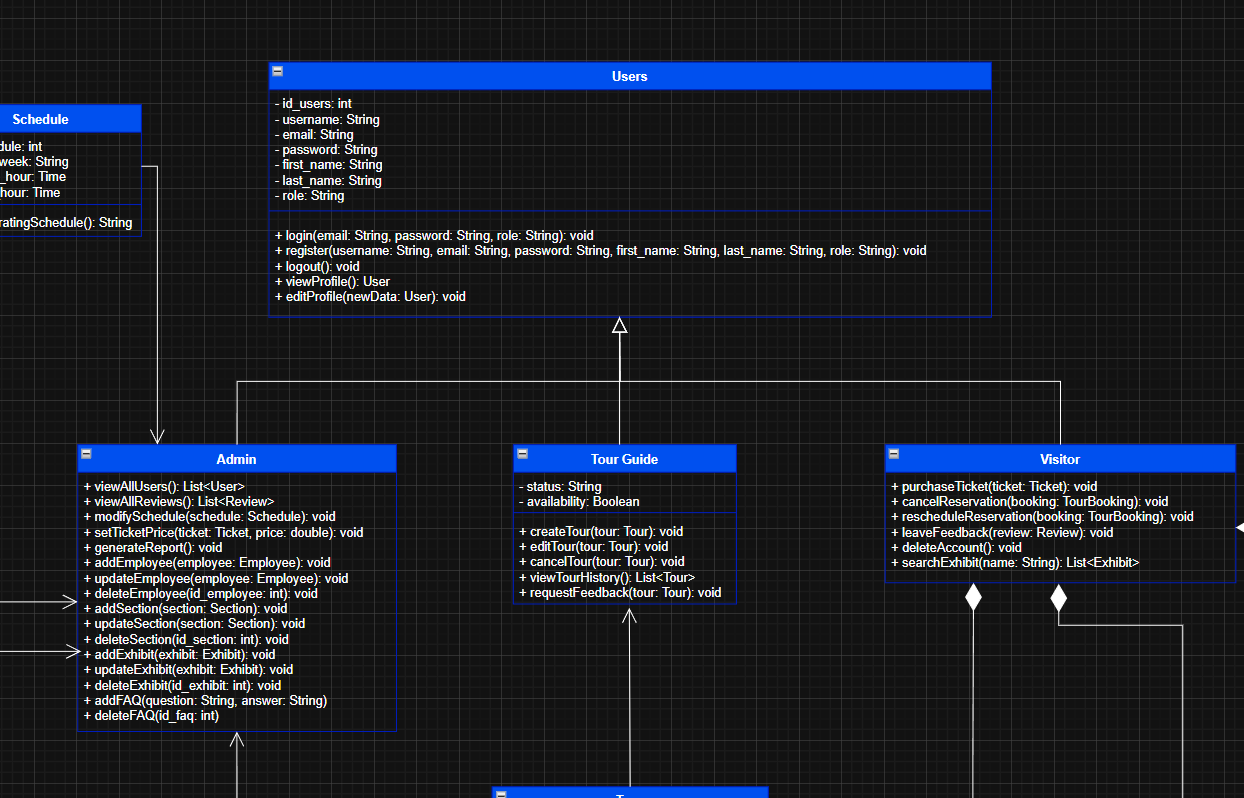 Users
- id_users: int
- username: String
- email: String
- password: String
- first_name: String
- last_name: String
- role: String
+ login(email: String, password: String, role: String): void
+ register(username: String, email: String, password: String, first_name: String, last_name: String, role: String): void
+ logout(): void
+ viewProfile(): User
+ editProfile(newData: User): void
Schedule
dule: int
week: String
_hour: Time
hour: Time
ratingSchedule(): String
Admin
+ viewAllUsers(): List<User>
+ viewAllReviews(): List<Review>
+ modifySchedule(schedule: Schedule): void
+ setTicketPrice(ticket: Ticket, price: double): void
+ generateReport(): void
+ addEmployee(employee: Employee): void
+ updateEmployee(employee: Employee): void
+ deleteEmployee(id_employee: int): void
+ addSection(section: Section): void
+ updateSection(section: Section): void
+ deleteSection(id_section: int): void
+ addExhibit(exhibit: Exhibit): void
+ updateExhibit(exhibit: Exhibit): void
+ deleteExhibit(id_exhibit: int): void
+ addFAQ(question: String, answer: String)
+ deleteFAQ(id_faq: int)
Tour Guide
- status: String
- availability: Boolean
+ createTour(tour: Tour): void
+ editTour(tour: Tour): void
+ cancelTour(tour: Tour): void
+ viewTourHistory(): List<Tour>
+ requestFeedback(tour: Tour): void
Visitor
+ purchaseTicket(ticket: Ticket): void
+ cancelReservation(booking: TourBooking): void
+ rescheduleReservation(booking: TourBooking): void
+ leaveFeedback(review: Review): void
+ deleteAccount(): void
+ searchExhibit(name: String): List<Exhibit>